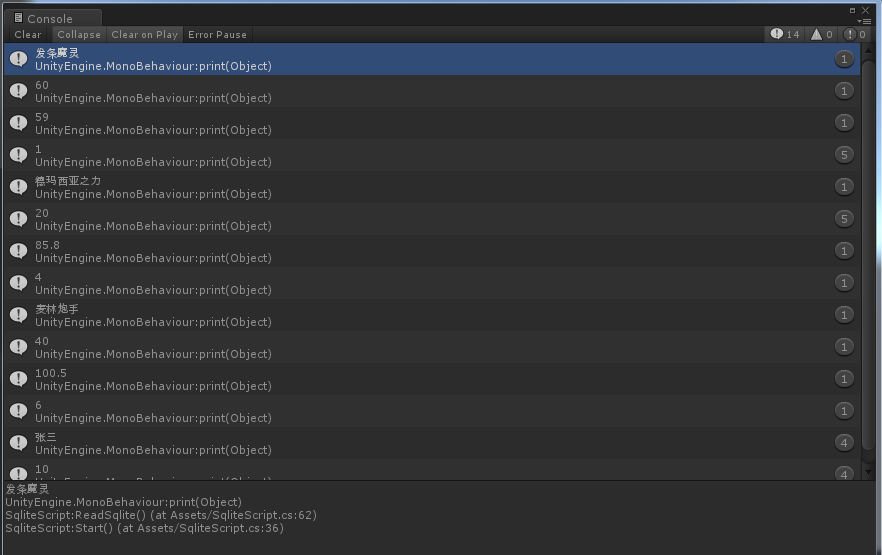 Console
Clear Collapse Clear on Play Error Pause 14 0 0
发条魔灵
UnityEngine.MonoBehaviour:print(Object) 1
60
UnityEngine.MonoBehaviour:print(Object) 1
59
UnityEngine.MonoBehaviour:print(Object) 1
1
UnityEngine.MonoBehaviour:print(Object) 5
德玛西亚之力
UnityEngine.MonoBehaviour:print(Object) 1
20
UnityEngine.MonoBehaviour:print(Object) 5
85.8
UnityEngine.MonoBehaviour:print(Object) 1
4
UnityEngine.MonoBehaviour:print(Object) 1
麦林炮手
UnityEngine.MonoBehaviour:print(Object) 1
40
UnityEngine.MonoBehaviour:print(Object) 1
100.5
UnityEngine.MonoBehaviour:print(Object) 1
6
UnityEngine.MonoBehaviour:print(Object) 1
张三
UnityEngine.MonoBehaviour:print(Object) 4
10
UnityEngine.MonoBehaviour:print(Object) 4
发条魔灵
UnityEngine.MonoBehaviour:print(Object)
SqliteScript:ReadSqlite() (at Assets/SqliteScript.cs:62)
SqliteScript:Start() (at Assets/SqliteScript.cs:36)